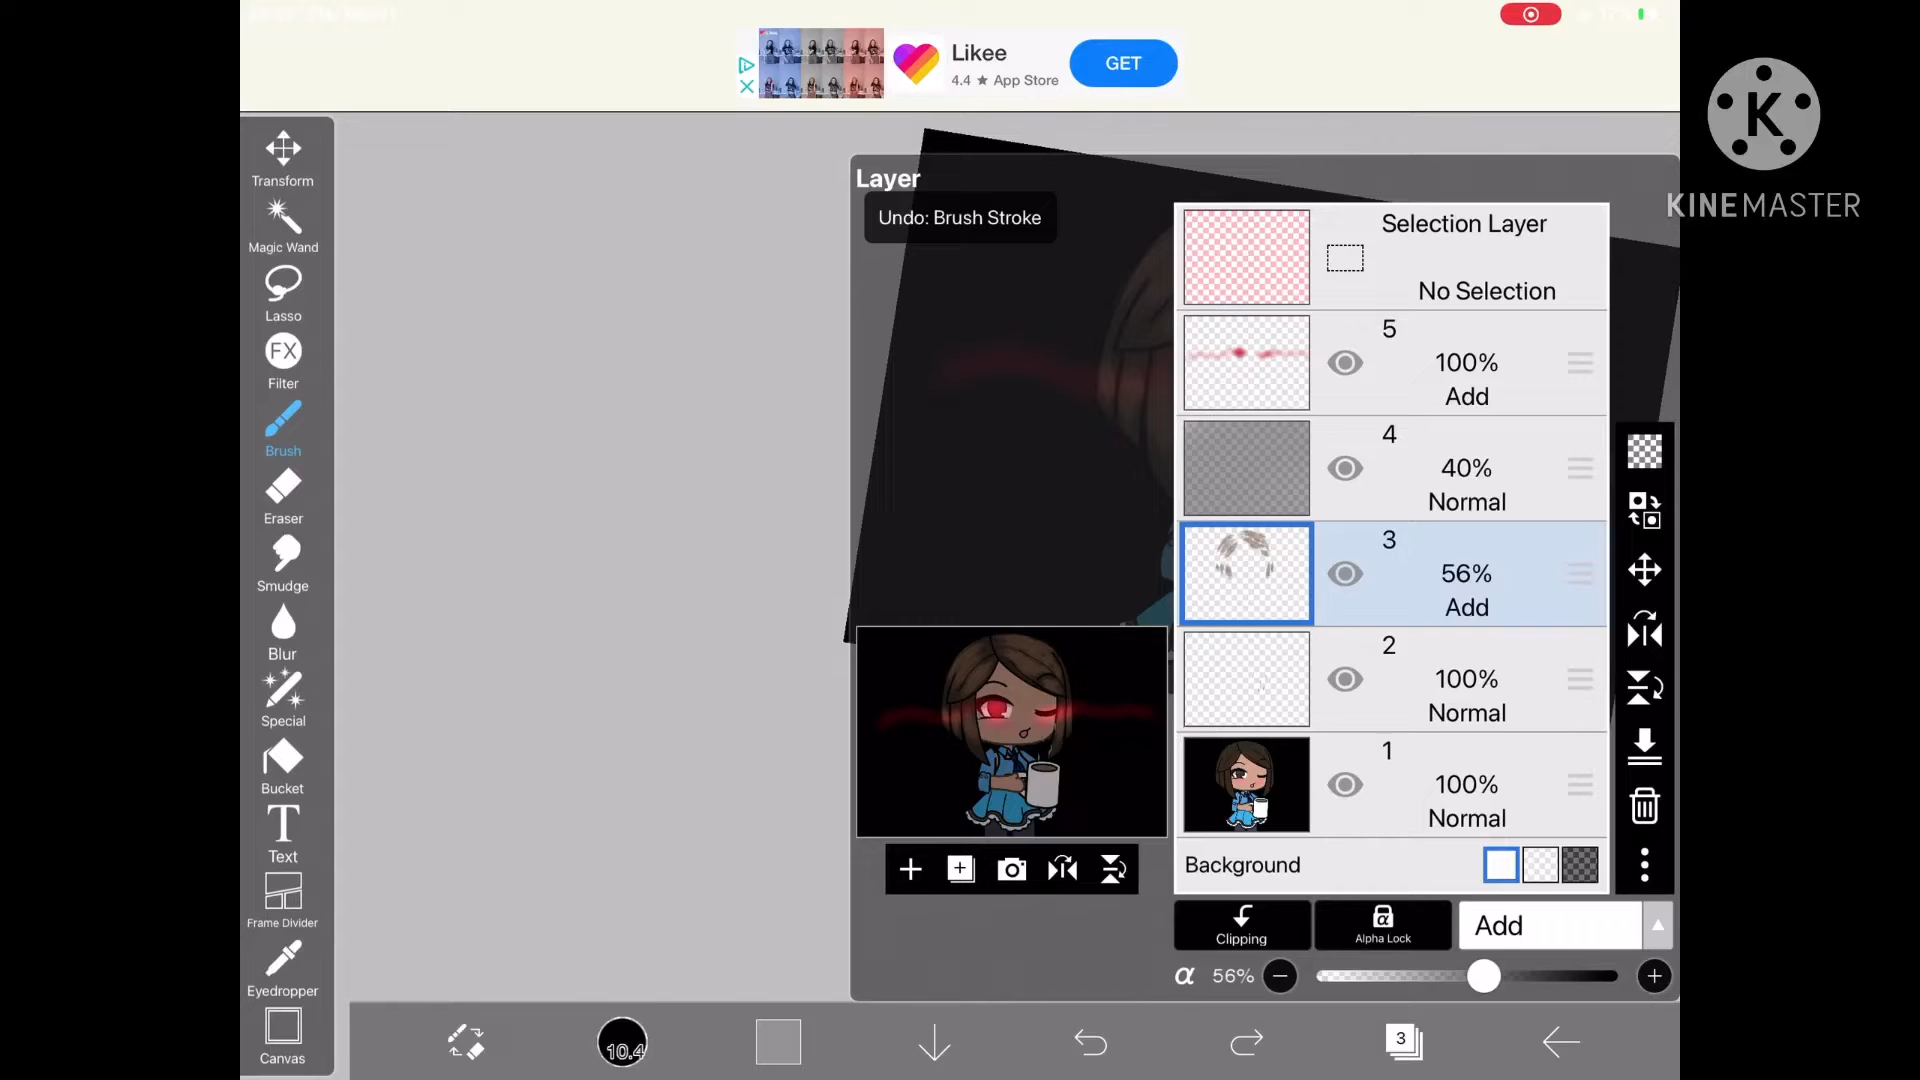 Likee
4.4 ★ App Store
GET
K
KINEMASTER
Transform
Magic Wand
Lasso
FX
Filter
Brush
Eraser
Smudge
Blur
Special
Bucket
T
Text
Frame Divider
Eyedropper
Canvas
Layer
Undo: Brush Stroke
Selection Layer
No Selection
5
100%
Add
4
40%
Normal
3
56%
Add
2
100%
Normal
1
100%
Normal
Background
Clipping
α
Alpha Lock
Add
α 56%
10.4
3